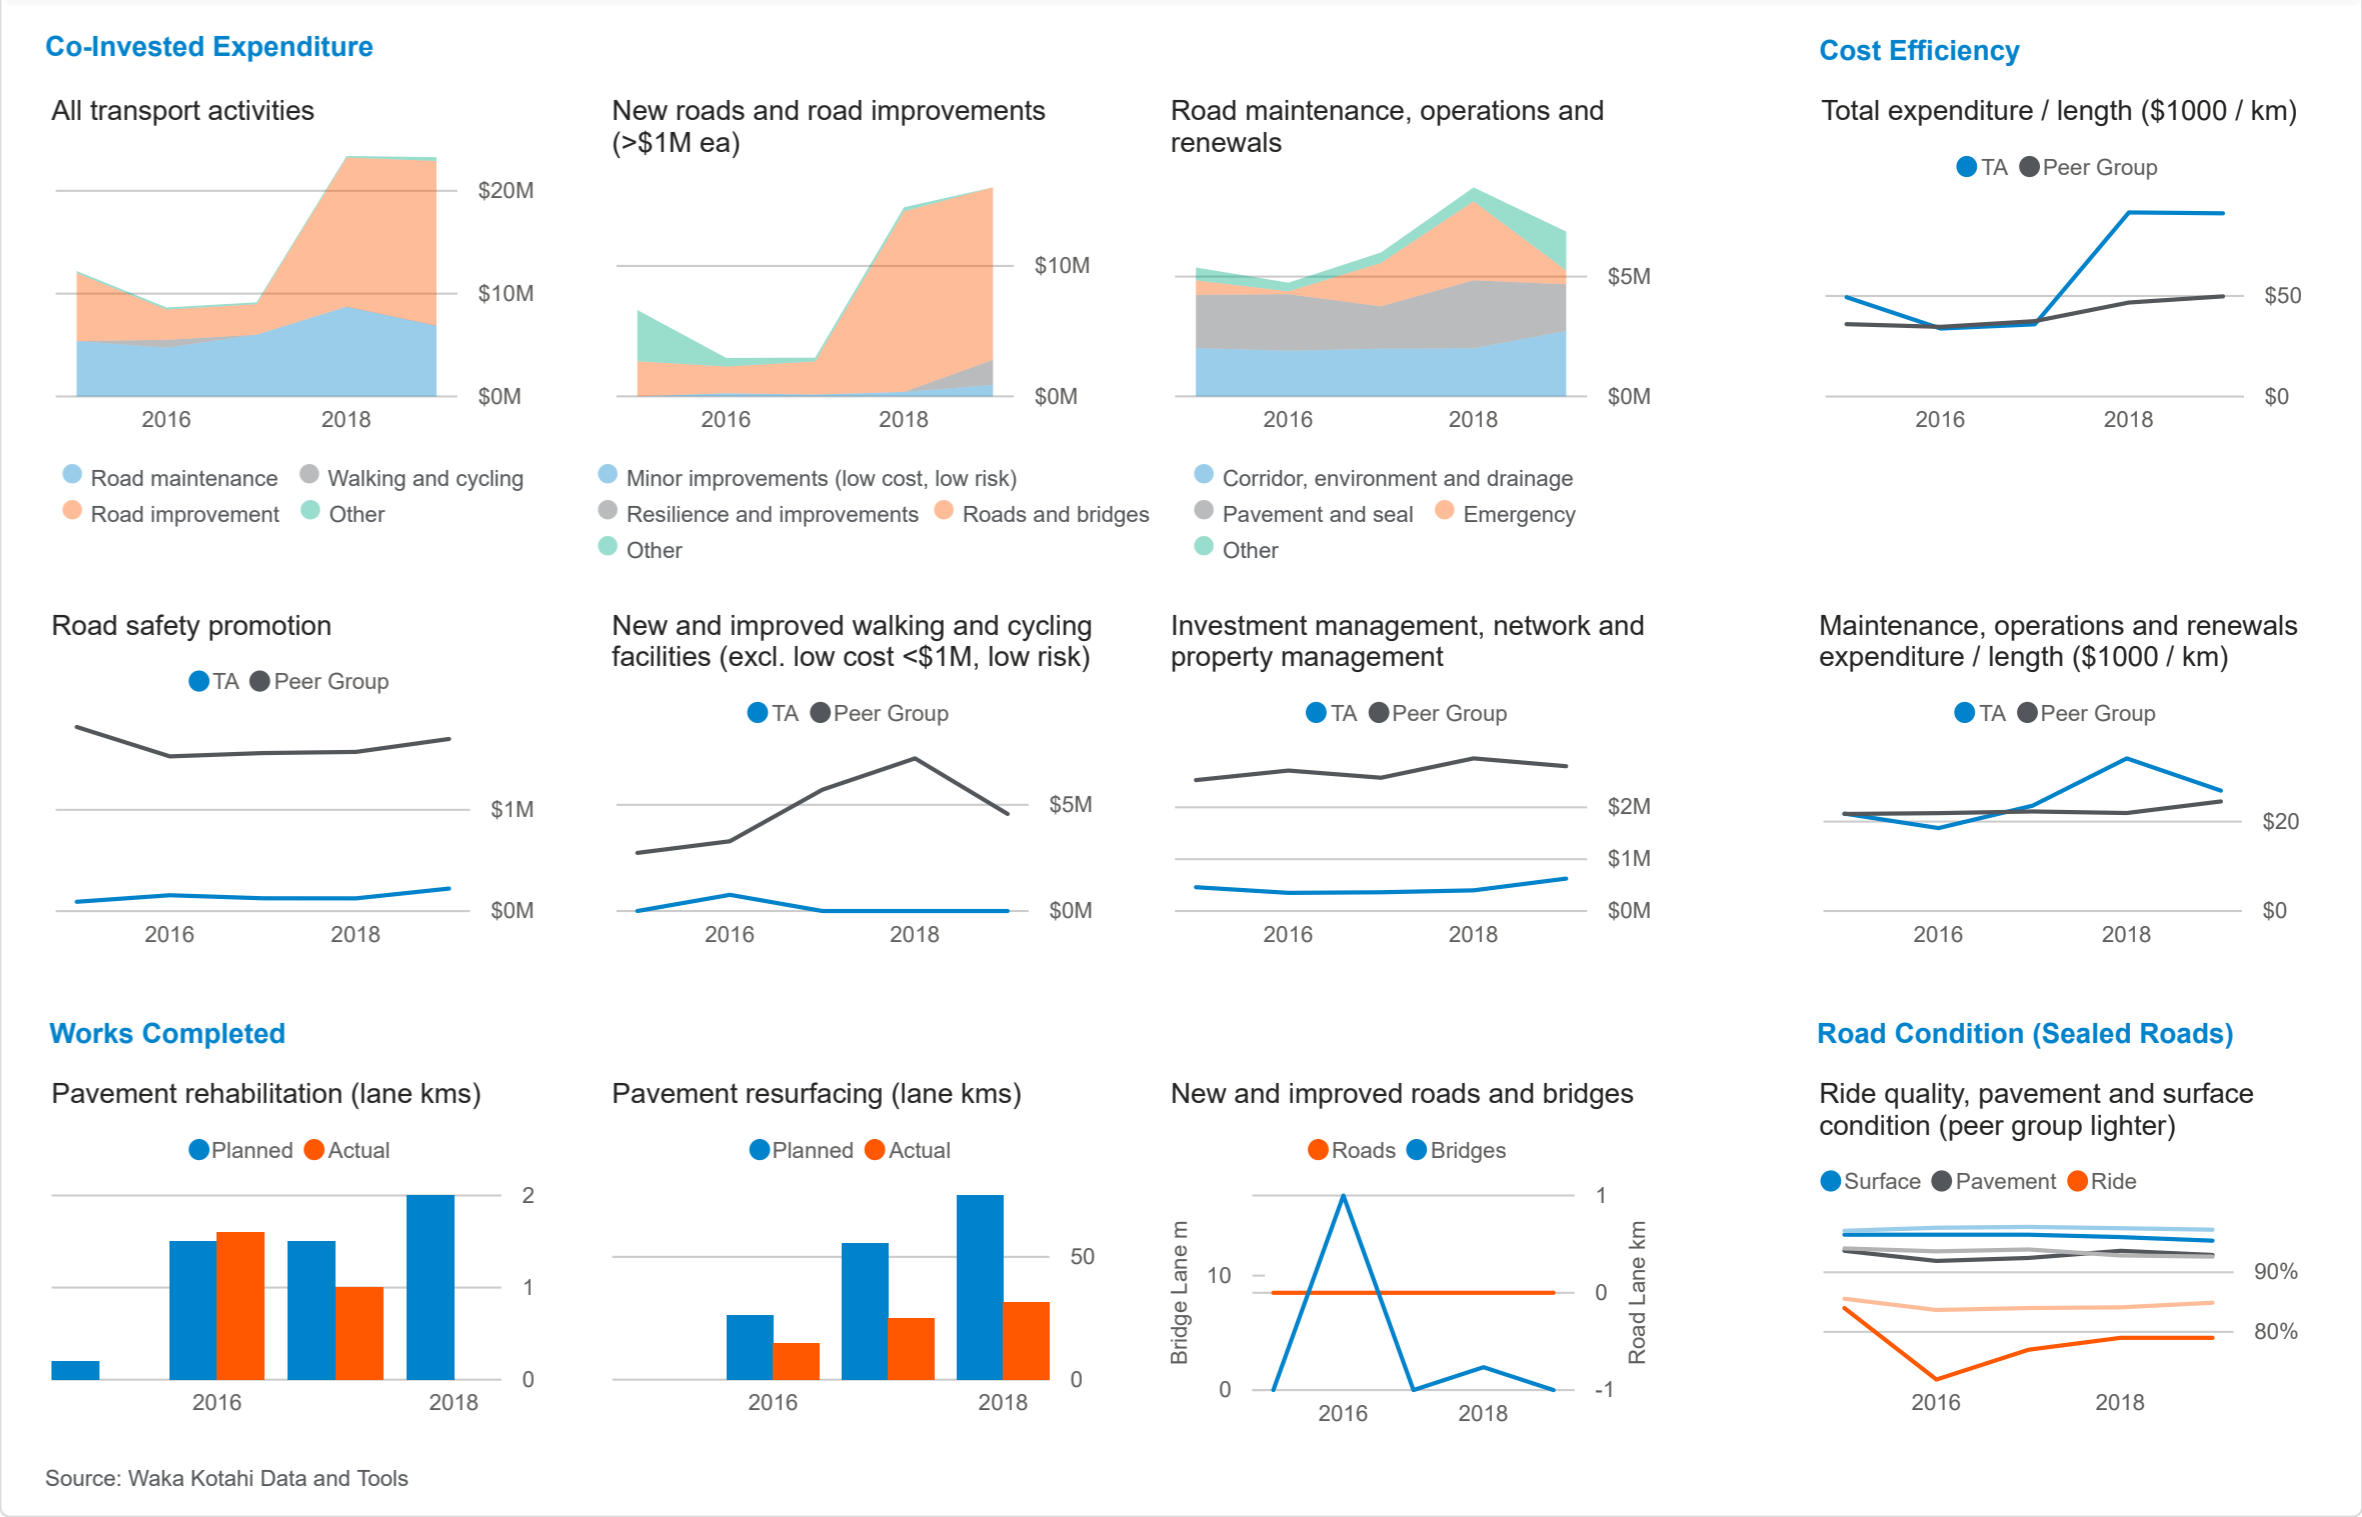 Co-Invested Expenditure
Cost Efficiency
All transport activities
$20M
$10M
$0M
2016 2018
Road maintenance Walking and cycling
Road improvement Other
New roads and road improvements
(>$1M ea)
$10M
$0M
2016 2018
Minor improvements (low cost, low risk)
Resilience and improvements Roads and bridges
Other
Road maintenance, operations and
renewals
$5M
$0M
2016 2018
Corridor, environment and drainage
Pavement and seal Emergency
Other
Total expenditure / length ($1000 / km)
TA Peer Group
$50
$0
2016 2018
Road safety promotion
TA Peer Group
$1M
$0M
2016 2018
New and improved walking and cycling
facilities (excl. low cost <$1M, low risk)
TA Peer Group
$5M
$0M
2016 2018
Investment management, network and
property management
TA Peer Group
$2M
$1M
$0M
2016 2018
Maintenance, operations and renewals
expenditure / length ($1000 / km)
TA Peer Group
$20
$0
2016 2018
Works Completed
Road Condition (Sealed Roads)
Pavement rehabilitation (lane kms)
Planned Actual
2
1
0
2016 2018
Pavement resurfacing (lane kms)
Planned Actual
50
0
2016 2018
New and improved roads and bridges
Roads Bridges
Bridge Lane m
10
0
1
0
-1
Road Lane km
2016 2018
Ride quality, pavement and surface
condition (peer group lighter)
Surface Pavement Ride
90%
80%
2016 2018
Source: Waka Kotahi Data and Tools